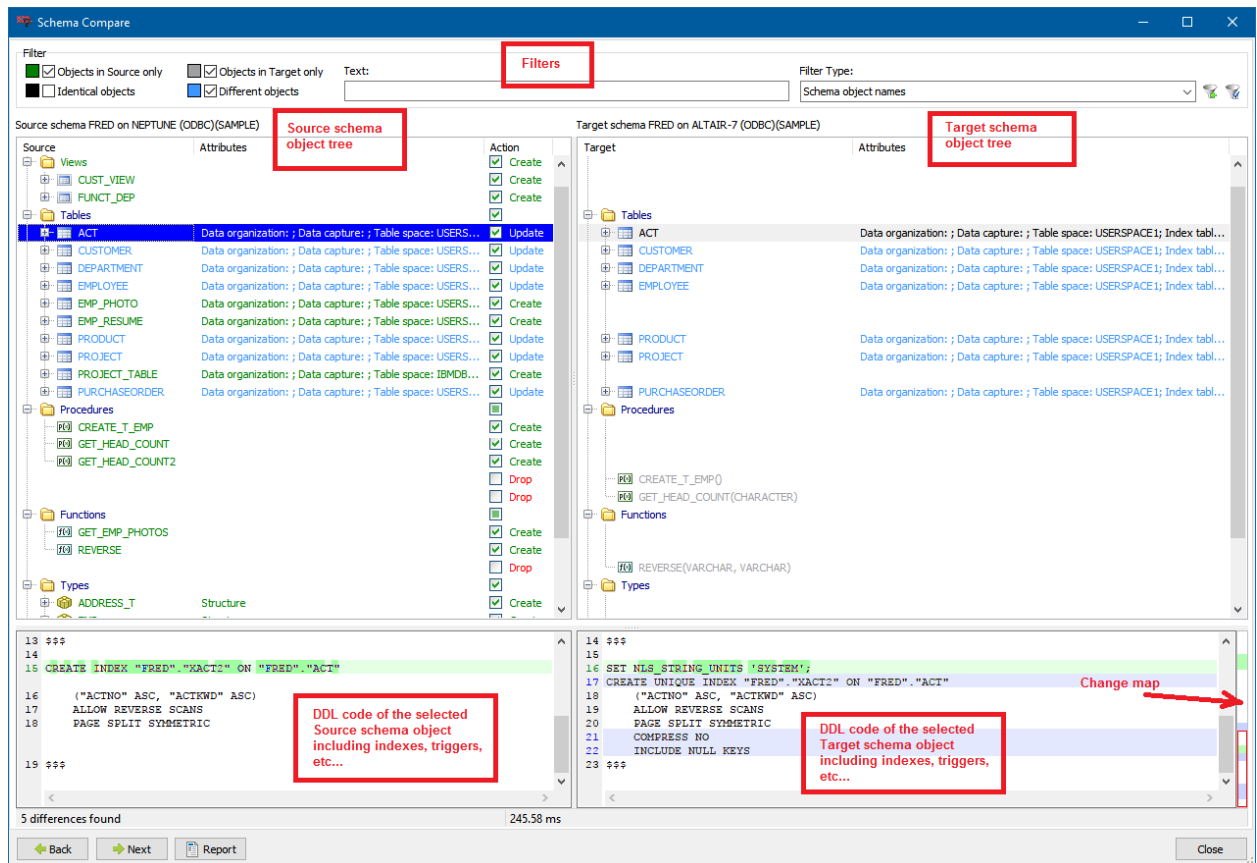 Schema Compare
Filter
Objects in Source only
Objects in Target only
Text:
Filters
Filter Type:
Identical objects
Different objects
Schema object names
Source schema FRED on NEPTUNE (ODBC)(SAMPLE)
Source schema
object tree
Target schema FRED on ALTAIR-7 (ODBC)(SAMPLE)
Target schema
object tree
Source Attributes Action
Views Create
CUST_VIEW Create
FUNCT_DEP Create
Tables
ACT Data organization: ; Data capture: ; Table space: USERS... Update
CUSTOMER Data organization: ; Data capture: ; Table space: USERS... Update
DEPARTMENT Data organization: ; Data capture: ; Table space: USERS... Update
EMPLOYEE Data organization: ; Data capture: ; Table space: USERS... Update
EMP_PHOTO Data organization: ; Data capture: ; Table space: USERS... Create
EMP_RESUME Data organization: ; Data capture: ; Table space: USERS... Create
PRODUCT Data organization: ; Data capture: ; Table space: USERS... Update
PROJECT Data organization: ; Data capture: ; Table space: USERS... Update
PROJECT_TABLE Data organization: ; Data capture: ; Table space: IBMDB... Create
PURCHASEORDER Data organization: ; Data capture: ; Table space: USERS... Update
Procedures
P(x) CREATE_T_EMP Create
P(x) GET_HEAD_COUNT Create
P(x) GET_HEAD_COUNT2 Create
Drop
Drop
Functions
f(x) GET_EMP_PHOTOS Create
f(x) REVERSE Create
Drop
Types
ADDRESS_T Structure Create
Target Attributes
Tables
ACT Data organization: ; Data capture: ; Table space: USERSPACE1; Index tabl...
CUSTOMER Data organization: ; Data capture: ; Table space: USERSPACE1; Index tabl...
DEPARTMENT Data organization: ; Data capture: ; Table space: USERSPACE1; Index tabl...
EMPLOYEE Data organization: ; Data capture: ; Table space: USERSPACE1; Index tabl...
PRODUCT Data organization: ; Data capture: ; Table space: USERSPACE1; Index tabl...
PROJECT Data organization: ; Data capture: ; Table space: USERSPACE1; Index tabl...
PURCHASEORDER Data organization: ; Data capture: ; Table space: USERSPACE1; Index tabl...
Procedures
P(x) CREATE_T_EMP()
P(x) GET_HEAD_COUNT(CHARACTER)
Functions
f(x) REVERSE(VARCHAR, VARCHAR)
Types
13 $$$
14
15 CREATE INDEX "FRED"."XACT2" ON "FRED"."ACT"
16 ("ACTNO" ASC, "ACTKWD" ASC)
17 ALLOW REVERSE SCANS
18 PAGE SPLIT SYMMETRIC
19 $$$
DDL code of the selected
Source schema object
including indexes, triggers,
etc...
14 $$$
15
16 SET NLS_STRING_UNITS 'SYSTEM';
17 CREATE UNIQUE INDEX "FRED"."XACT2" ON "FRED"."ACT"
18 ("ACTNO" ASC, "ACTKWD" ASC)
19 ALLOW REVERSE SCANS
20 PAGE SPLIT SYMMETRIC
21 COMPRESS NO
22 INCLUDE NULL KEYS
23 $$$
Change map
DDL code of the selected
Target schema object
including indexes, triggers,
etc...
5 differences found
245.58 ms
Back
Next
Report
Close